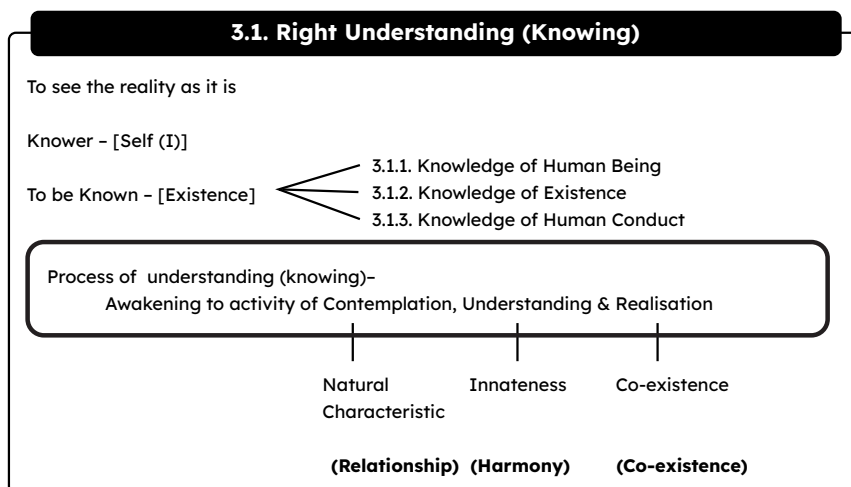 3.1. Right Understanding (Knowing)
To see the reality as it is
Knower – [Self (I)]
To be Known – [Existence]
3.1.1. Knowledge of Human Being
3.1.2. Knowledge of Existence
3.1.3. Knowledge of Human Conduct
Process of understanding (knowing)–
Awakening to activity of Contemplation, Understanding & Realisation
Natural Characteristic
Innateness
Co-existence
(Relationship) (Harmony) (Co-existence)